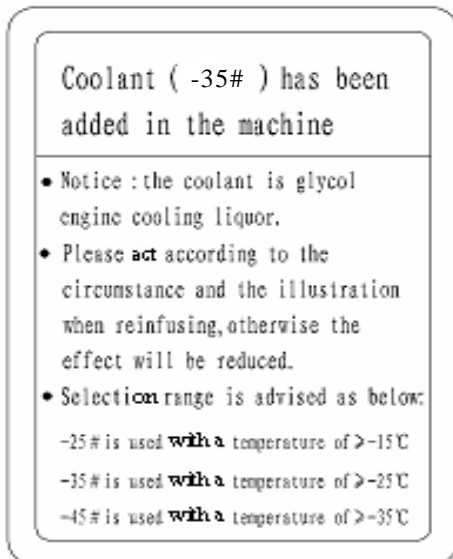 Coolant ( -35# ) has been
added in the machine
• Notice : the coolant is glycol
engine cooling liquor.
• Please act according to the
circumstance and the illustration
when reinfusing, otherwise the
effect will be reduced.
• Selection range is advised as below:
-25# is used with a temperature of ≥-15℃
-35# is used with a temperature of ≥-25℃
-45# is used with a temperature of ≥-35℃